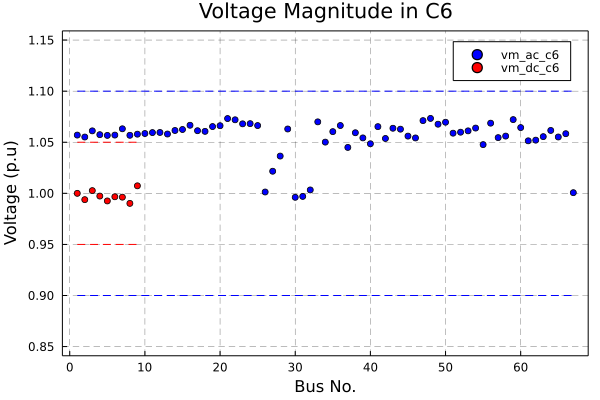 Voltage Magnitude in C6
Voltage (p.u)
1.15
1.10
1.05
1.00
0.95
0.90
0.85
vm_ac_c6
vm_dc_c6
0 10 20 30 40 50 60
Bus No.